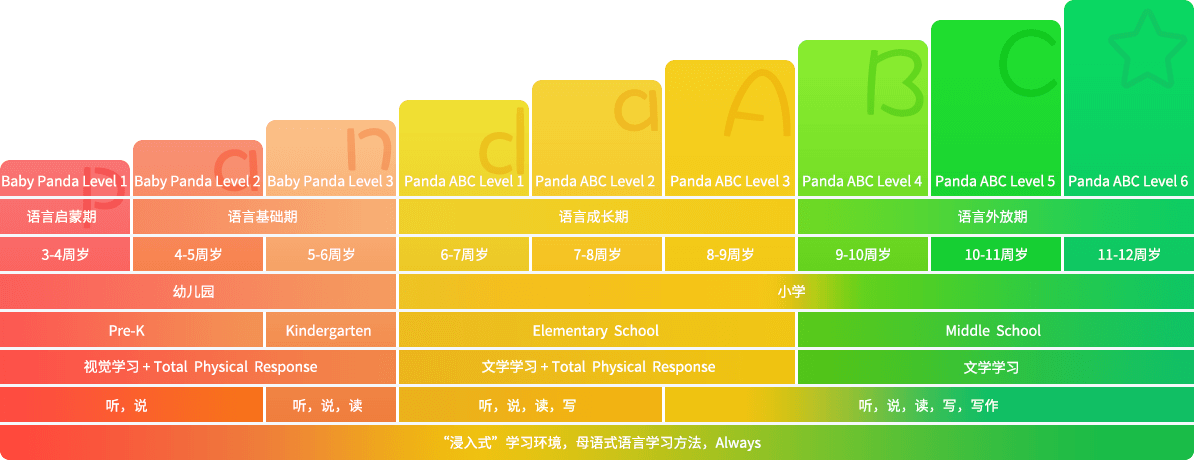 p a n d a A B C
Baby Panda Level 1 Baby Panda Level 2 Baby Panda Level 3 Panda ABC Level 1 Panda ABC Level 2 Panda ABC Level 3 Panda ABC Level 4 Panda ABC Level 5 Panda ABC Level 6
语言启蒙期 语言基础期 语言成长期 语言外放期
3-4周岁 4-5周岁 5-6周岁 6-7周岁 7-8周岁 8-9周岁 9-10周岁 10-11周岁 11-12周岁
幼儿园 小学
Pre-K Kindergarten Elementary School Middle School
视觉学习 + Total Physical Response 文学学习 + Total Physical Response 文学学习
听，说 听，说，读 听，说，读，写 听，说，读，写，写作
“浸入式”学习环境，母语式语言学习方法，Always